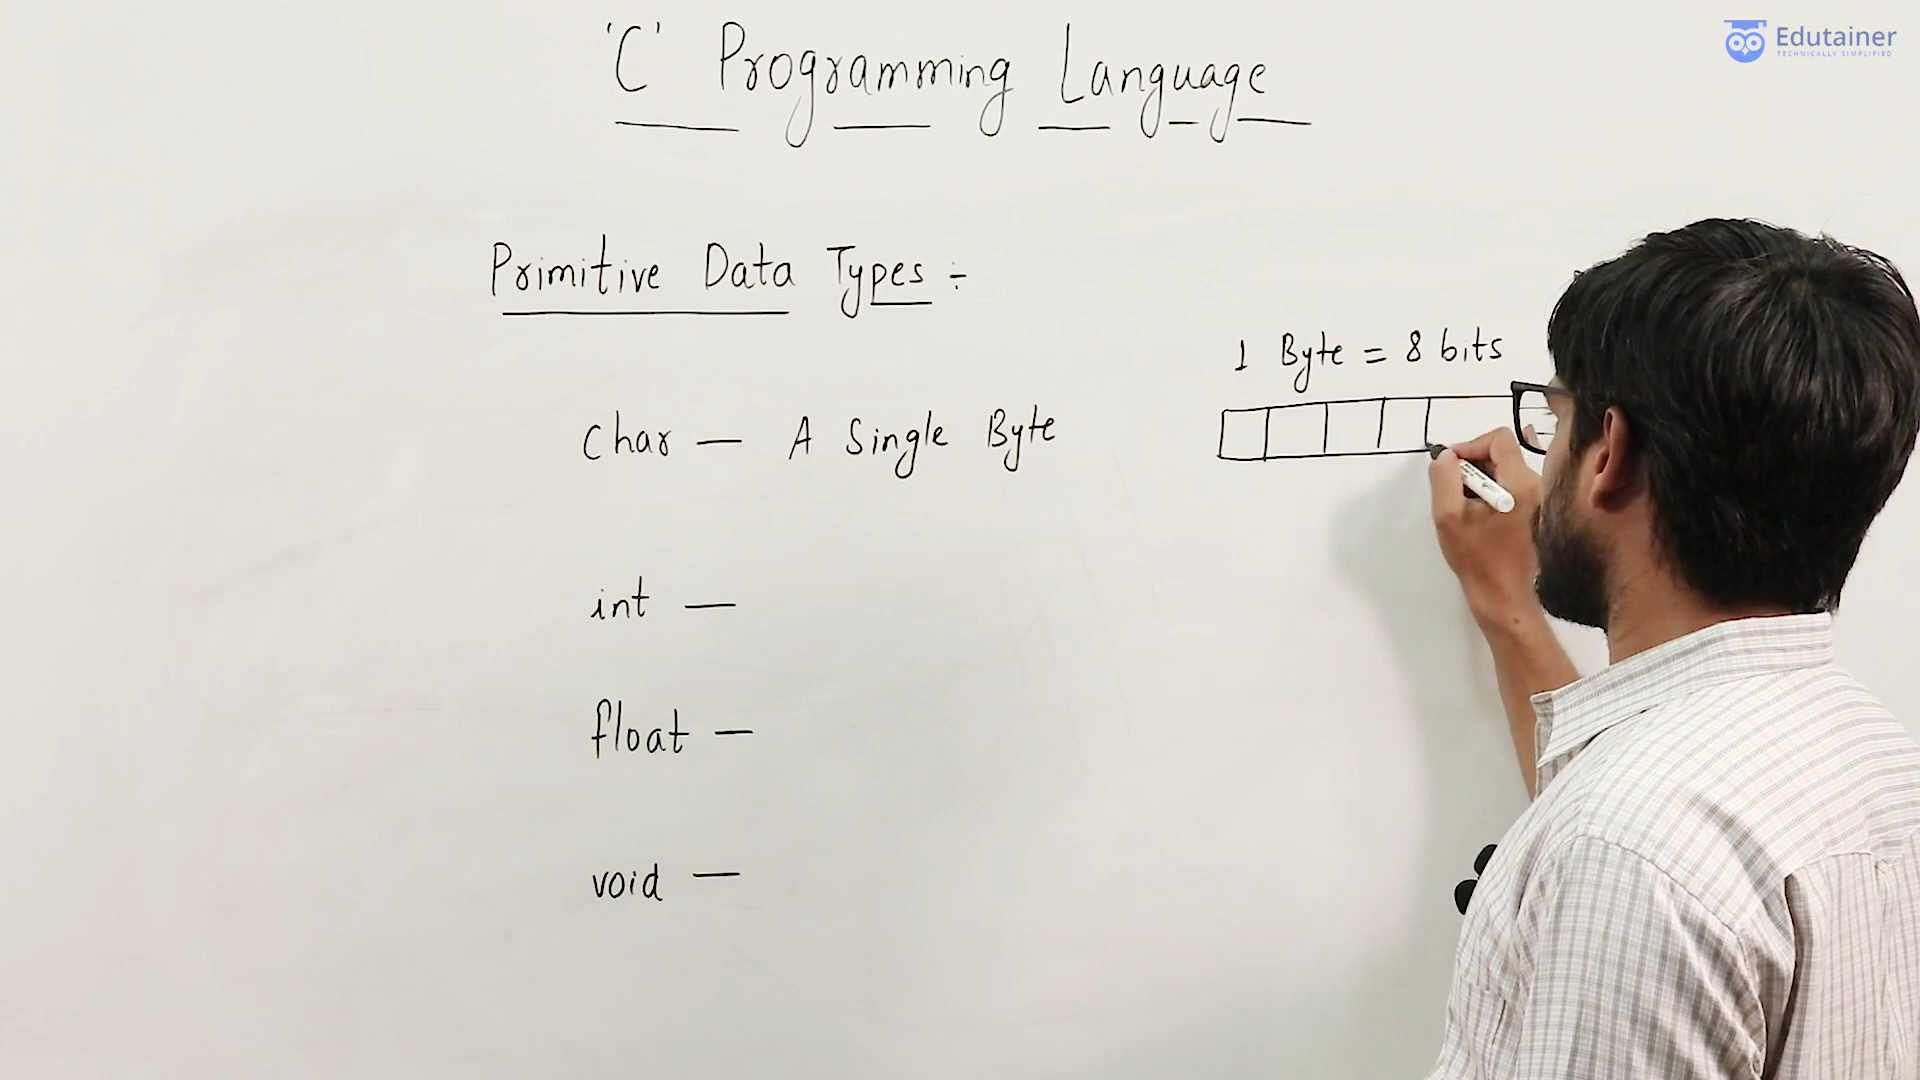 'C' Programming Language
Edutainer
TECHNICALLY SIMPLIFIED
Primitive Data Types ÷
1 Byte = 8 bits
Char — A Single Byte
int —
float —
void —